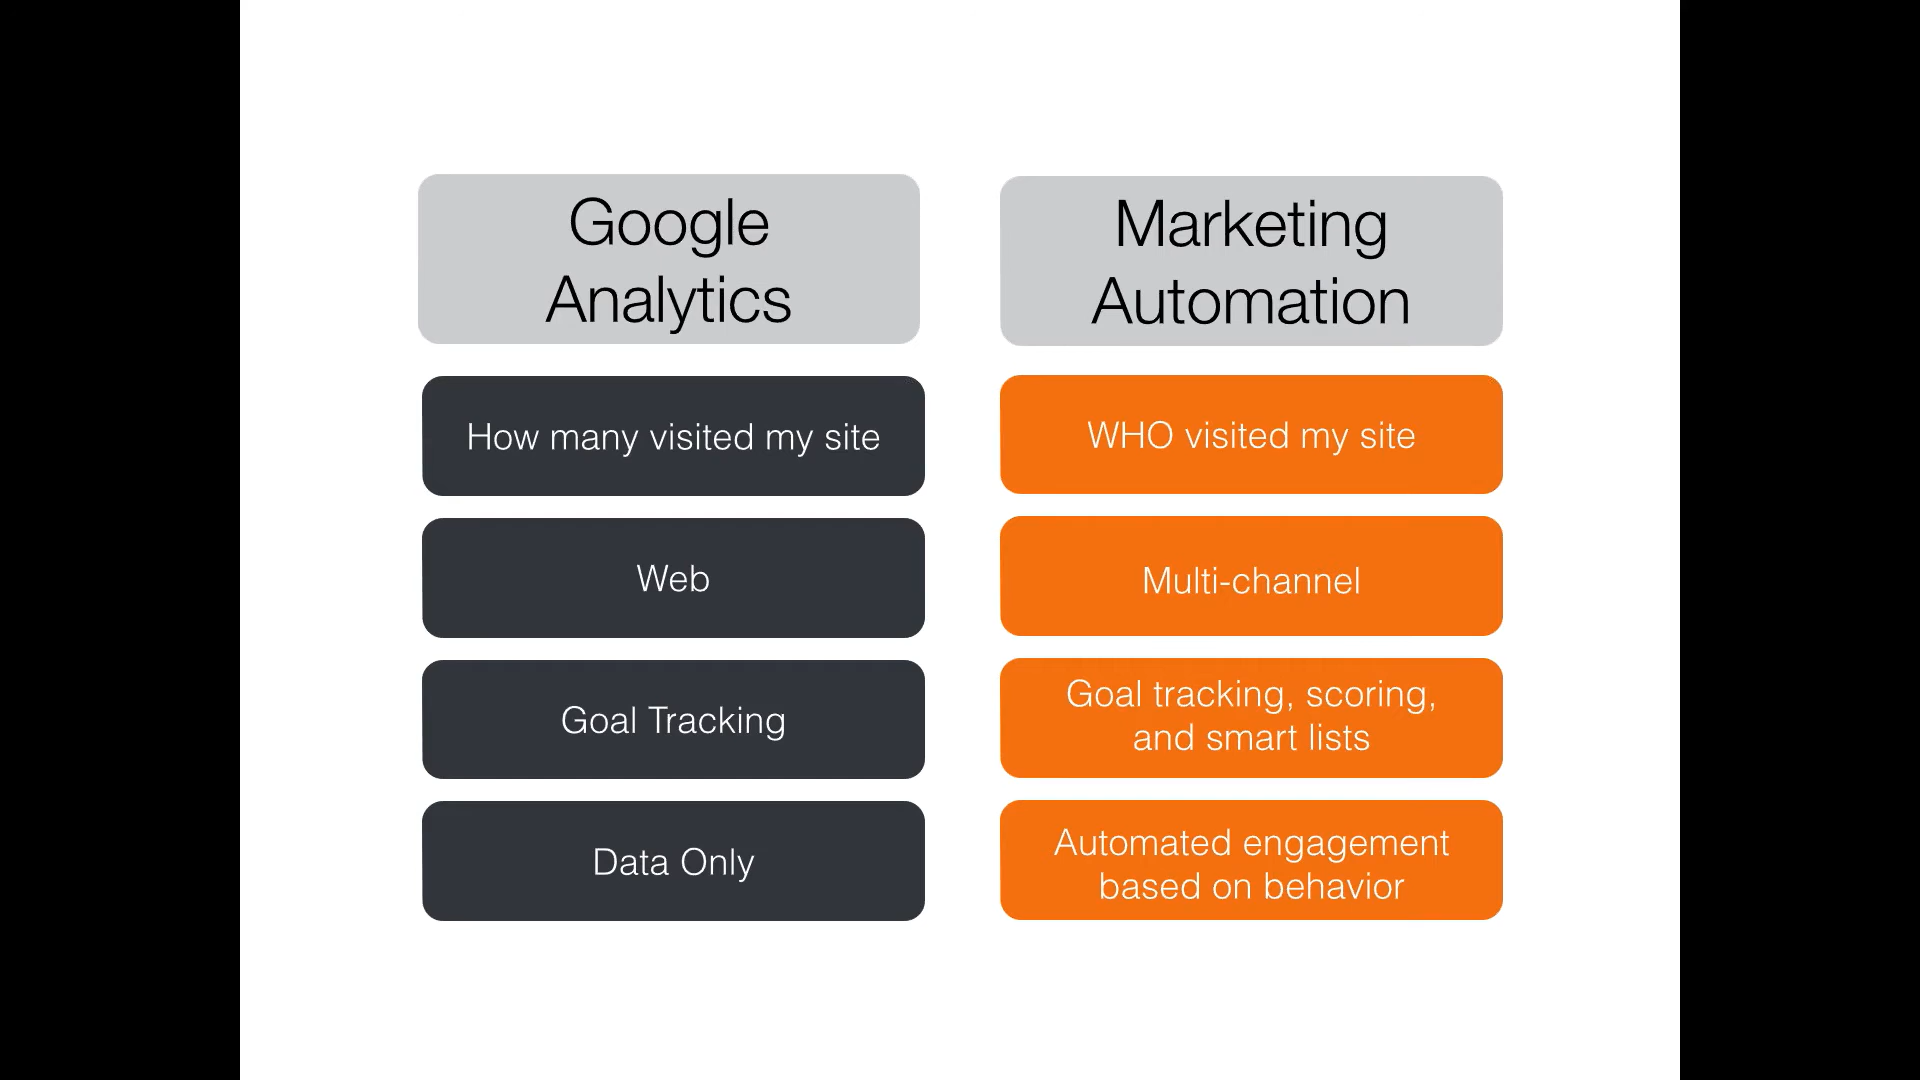 Google
Analytics
How many visited my site
Web
Goal Tracking
Data Only
Marketing
Automation
WHO visited my site
Multi-channel
Goal tracking, scoring,
and smart lists
Automated engagement
based on behavior